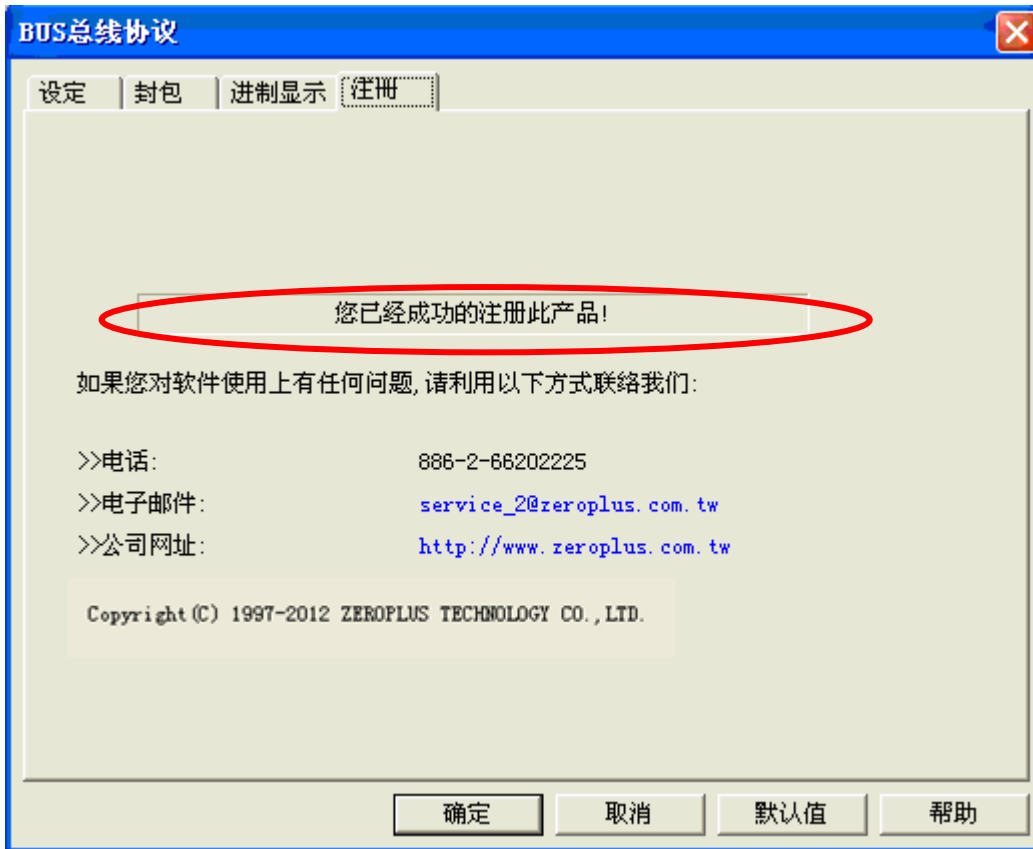 BUS总线协议
设定 封包 进制显示 注册
您已经成功的注册此产品!
如果您对软件使用上有任何问题,请利用以下方式联络我们:
>>电话: 886-2-66202225
>>电子邮件: service_2@zeroplus.com.tw
>>公司网址: http://www.zeroplus.com.tw
Copyright(C) 1997-2012 ZEROPLUS TECHNOLOGY CO.,LTD.
确定 取消 默认值 帮助